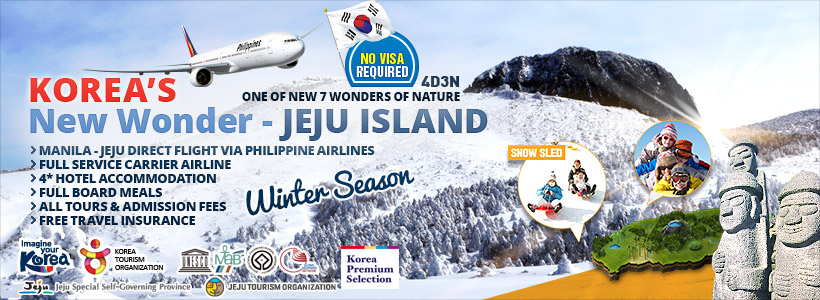 Philippines
NO VISA
REQUIRED
4D3N
KOREA'S
ONE OF NEW 7 WONDERS OF NATURE
New Wonder - JEJU ISLAND
> MANILA - JEJU DIRECT FLIGHT VIA PHILIPPINE AIRLINES
> FULL SERVICE CARRIER AIRLINE
> 4* HOTEL ACCOMMODATION
> FULL BOARD MEALS
> ALL TOURS & ADMISSION FEES
> FREE TRAVEL INSURANCE
Winter Season
SNOW SLED
Imagine
your
Korea
KOREA
TOURISM
ORGANIZATION
UNESCO
MAB
Korea
Premium
Selection
Jeju Jeju Special Self-Governing Province
JEJU TOURISM ORGANIZATION